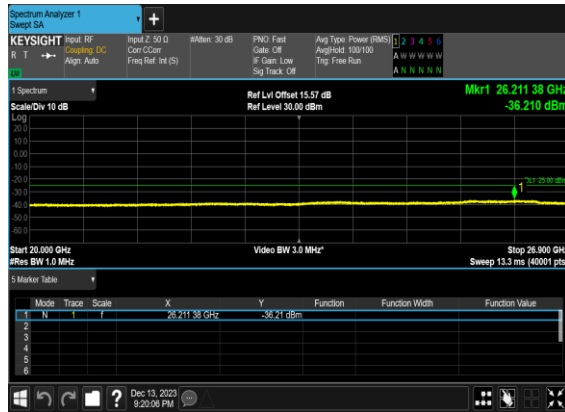 Spectrum Analyzer 1
Swept SA
+
KEYSIGHT Input: RF Input Z: 50 Ω #Atten: 30 dB PNO: Fast Avg Type: Power (RMS) 1 2 3 4 5 6
R T Coupling: DC Corr CCorr Gate: Off Avg|Hold: 100/100 A W W W W W
Align: Auto Freq Ref: Int (S) IF Gain: Low Trig: Free Run
LW Sig Track: Off A N N N N N
1 Spectrum Ref Lvl Offset 15.57 dB Mkr1 26.211 38 GHz
Scale/Div 10 dB Ref Level 30.00 dBm -36.210 dBm
Log
20.0
10.0
0.00
-10.0
-20.0
DL1 -25.00 dBm
-30.0
1
-40.0
-50.0
-60.0
Start 20.000 GHz Video BW 3.0 MHz* Stop 26.900 GHz
#Res BW 1.0 MHz Sweep 13.3 ms (40001 pts)
5 Marker Table
Mode Trace Scale X Y Function Function Width Function Value
1 N 1 f 26.211 38 GHz -36.21 dBm
2
3
4
5
6
? Dec 13, 2023
9:20:06 PM